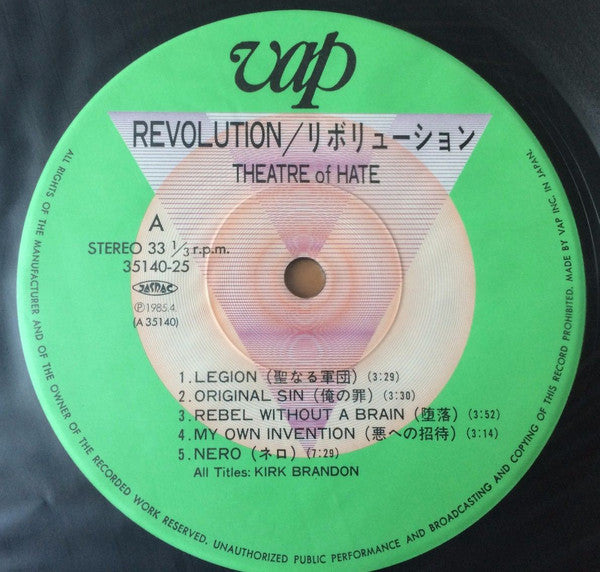 vap
REVOLUTION/リボリューション
THEATRE of HATE
A
STEREO 33 1/3 r.p.m.
35140-25
JASRAC
Ⓟ1985.4.
(A 35140)
1. LEGION (聖なる軍団) (3:29)
2. ORIGINAL SIN (俺の罪) (3:30)
3. REBEL WITHOUT A BRAIN (堕落) (3:52)
4. MY OWN INVENTION (悪への招待) (3:14)
5. NERO (ネロ) (7:29)
All Titles: KIRK BRANDON
ALL RIGHTS OF THE MANUFACTURER AND OF THE OWNER OF THE RECORDED WORK RESERVED. UNAUTHORIZED PUBLIC PERFORMANCE AND BROADCASTING AND COPYING OF THIS RECORD PROHIBITED. MADE BY VAP INC. IN JAPAN.